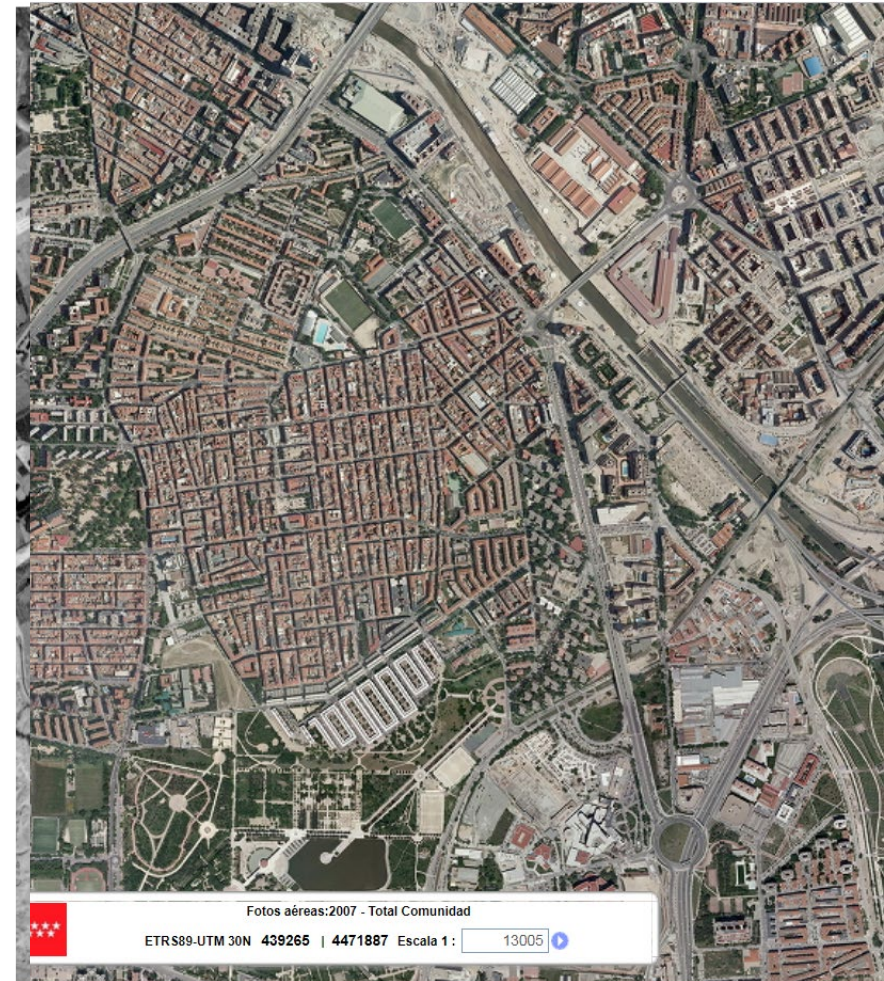 Fotos aéreas:2007 - Total Comunidad
ETRS89-UTM 30N 439265 | 4471887 Escala 1 : 13005